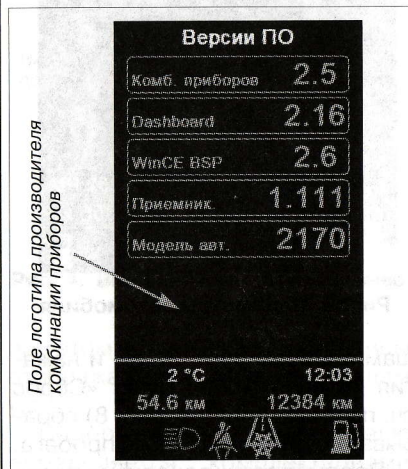 Поле логотипа производителя
комбинации приборов
Версии ПО
Комб. приборов 2.5
Dashboard 2.16
WinCE BSP 2.6
Приемник. 1.111
Модель авт. 2170
2 °C 12:03
54.6 км 12384 км